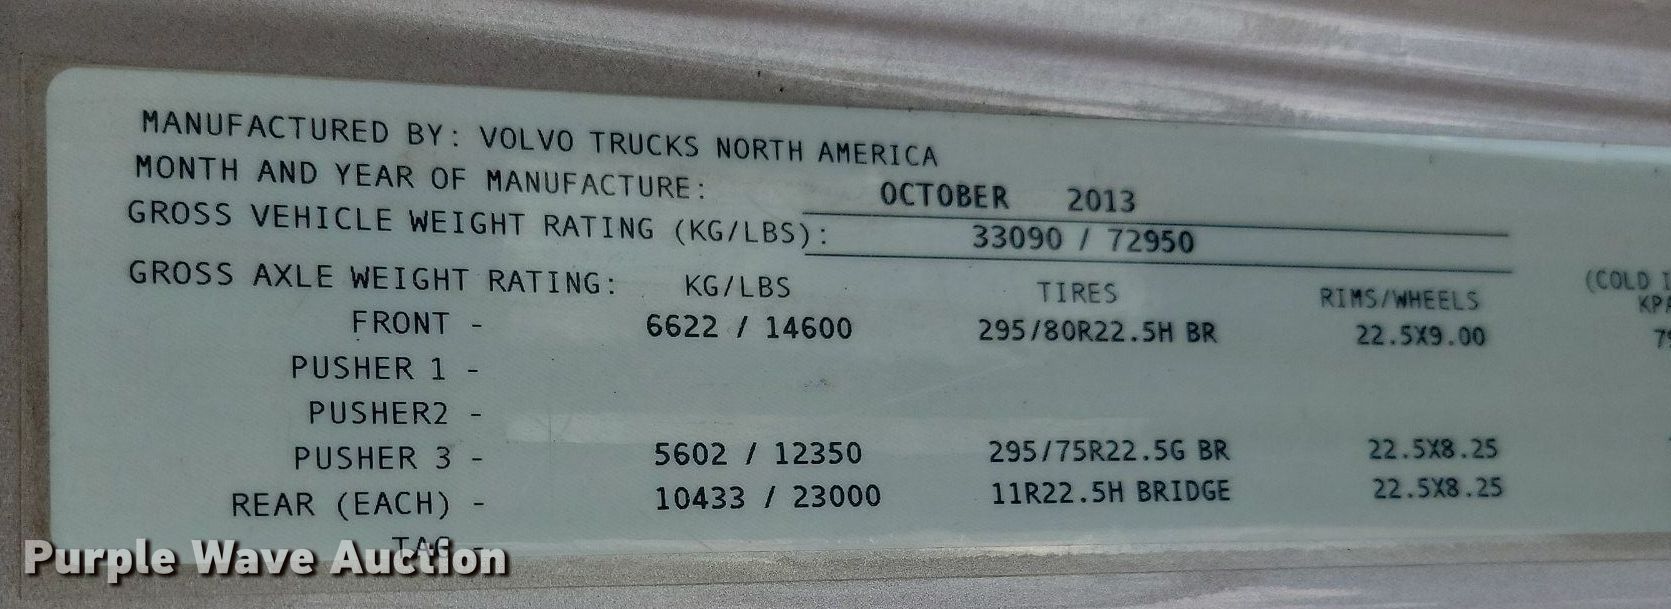 MANUFACTURED BY: VOLVO TRUCKS NORTH AMERICA
MONTH AND YEAR OF MANUFACTURE: OCTOBER 2013
GROSS VEHICLE WEIGHT RATING (KG/LBS): 33090 / 72950
GROSS AXLE WEIGHT RATING: KG/LBS TIRES RIMS/WHEELS (COLD
FRONT - 6622 / 14600 295/80R22.5H BR 22.5X9.00
PUSHER 1 -
PUSHER2 -
PUSHER 3 - 5602 / 12350 295/75R22.5G BR 22.5X8.25
REAR (EACH) - 10433 / 23000 11R22.5H BRIDGE 22.5X8.25
TAG -
Purple Wave Auction